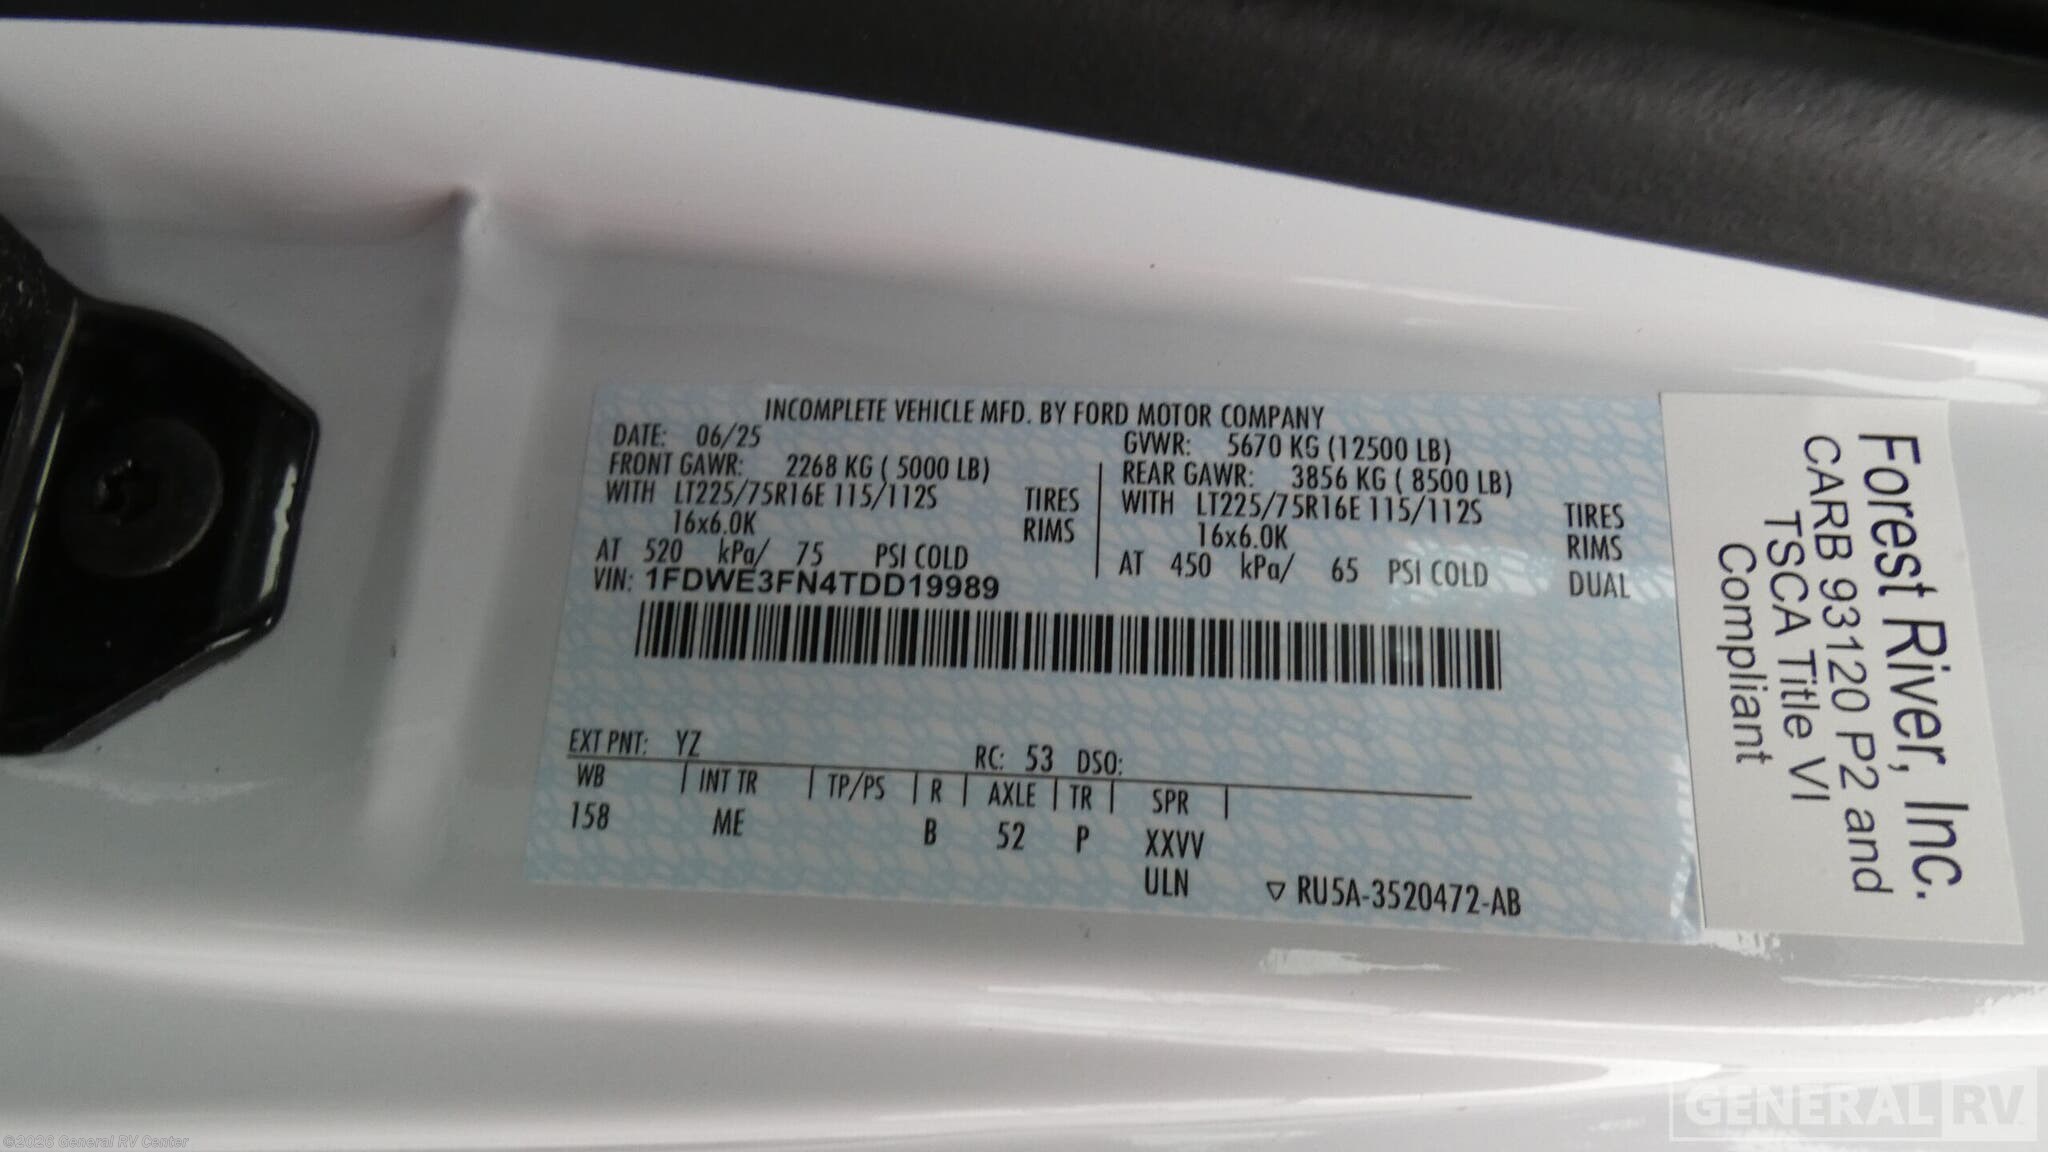 INCOMPLETE VEHICLE MFD. BY FORD MOTOR COMPANY
DATE: 06/25 GVWR: 5670 KG (12500 LB)
FRONT GAWR: 2268 KG ( 5000 LB) REAR GAWR: 3856 KG ( 8500 LB)
WITH LT225/75R16E 115/112S TIRES WITH LT225/75R16E 115/112S TIRES
16x6.0K RIMS 16x6.0K RIMS
AT 520 kPa/ 75 PSI COLD AT 450 kPa/ 65 PSI COLD DUAL
VIN: 1FDWE3FN4TDD19989
EXT PNT: YZ RC: 53 DSO:
WB INT TR TP/PS R AXLE TR SPR
158 ME B 52 P XXVV
ULN
RU5A-3520472-AB
Forest River, Inc.
CARB 93120 P2 and
TSCA Title VI
Compliant
GENERAL RV
©2026 General RV Center